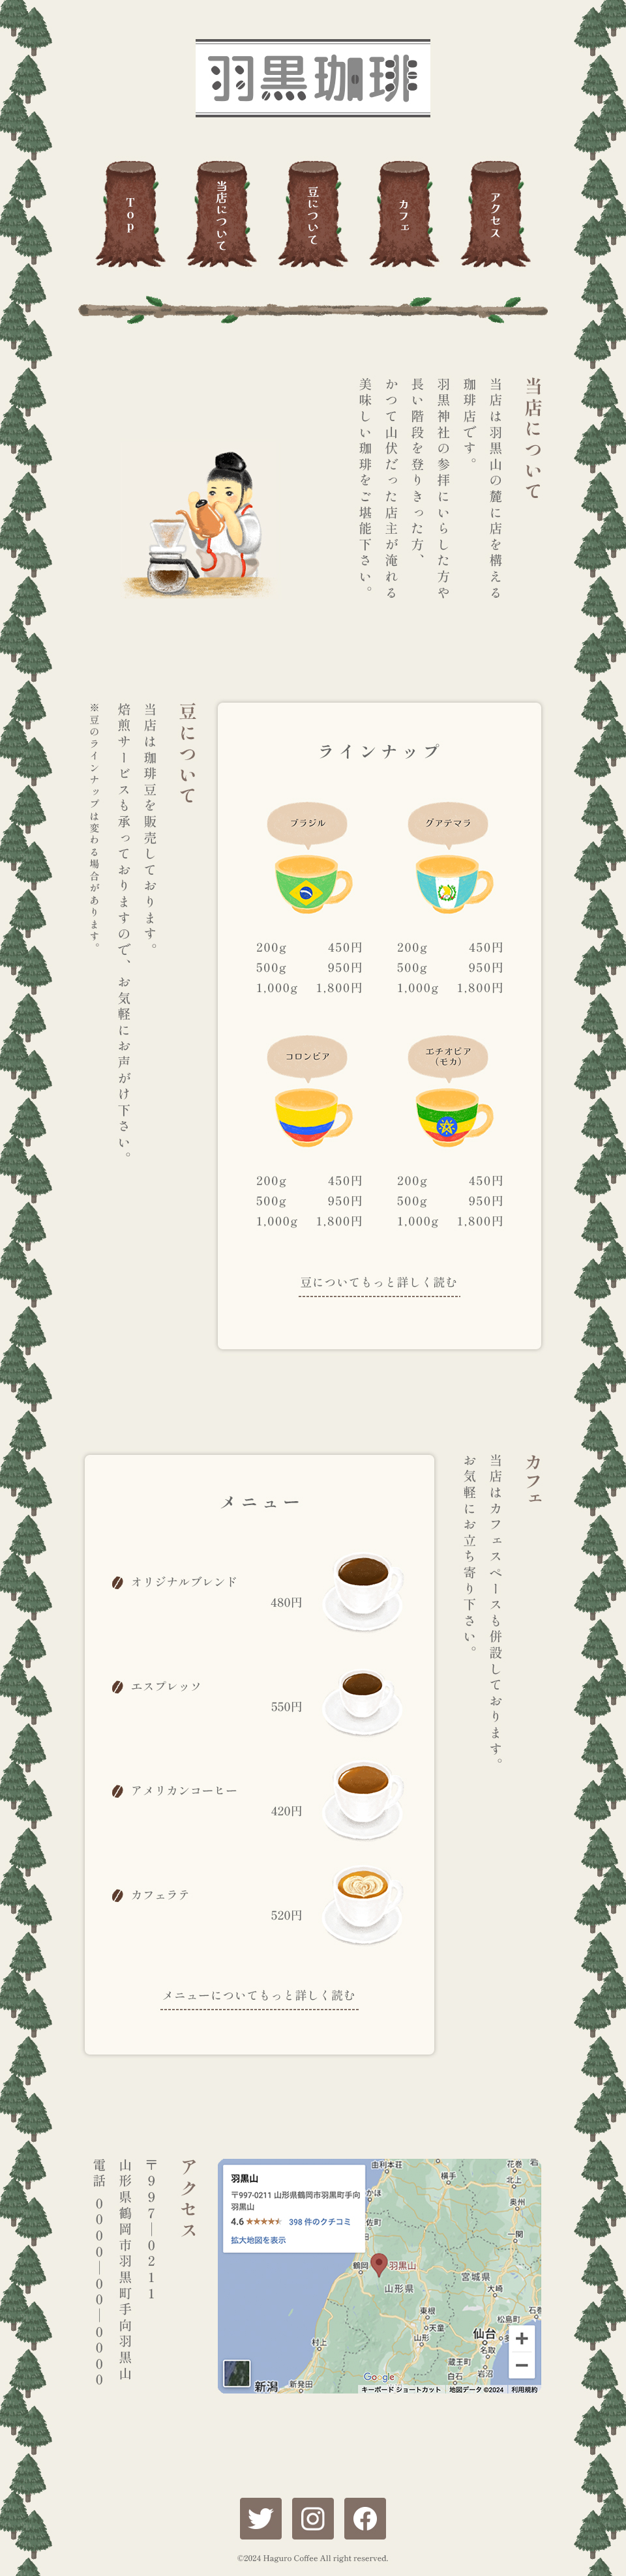 羽黒珈琲
Top
当店について
豆について
カフェ
アクセス
当店について
当店は羽黒山の麓に店を構える
珈琲店です。
羽黒神社の参拝にいらした方や
長い階段を登りきった方、
かつて山伏だった店主が淹れる
美味しい珈琲をご堪能下さい。
豆について
当店は珈琲豆を販売しております。
焙煎サービスも承っておりますので、お気軽にお声がけ下さい。
※豆のラインナップは変わる場合があります。
ラインナップ
ブラジル
200g 450円
500g 950円
1,000g 1,800円
グアテマラ
200g 450円
500g 950円
1,000g 1,800円
コロンビア
200g 450円
500g 950円
1,000g 1,800円
エチオピア
（モカ）
200g 450円
500g 950円
1,000g 1,800円
豆についてもっと詳しく読む
カフェ
当店はカフェスペースも併設しております。
お気軽にお立ち寄り下さい。
メニュー
オリジナルブレンド
480円
エスプレッソ
550円
アメリカンコーヒー
420円
カフェラテ
520円
メニューについてもっと詳しく読む
アクセス
〒997―0211
山形県鶴岡市羽黒町手向羽黒山
電話 0000―00―0000
羽黒山
〒997-0211 山形県鶴岡市羽黒町手向
羽黒山
4.6 398 件のクチコミ
拡大地図を表示
由利本荘
横手
花巻
北上
奥州
一関
鶴岡
羽黒山
山形県
宮城県
大崎
東根
松島町
天童
山形
仙台
名取
村上
蔵王町
岩沼
白石
新潟
新発田
Google
キーボード ショートカット
地図データ ©2024
利用規約
©2024 Haguro Coffee All right reserved.